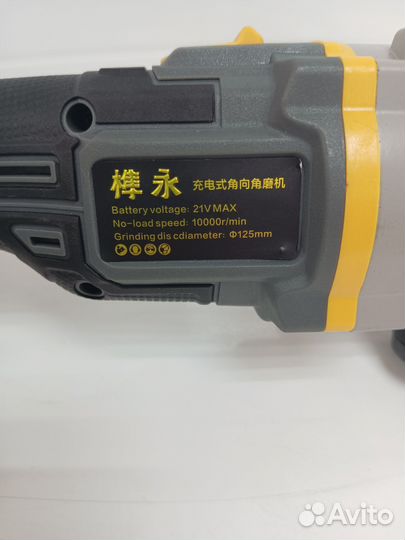 榫永 充电式角向角磨机
Battery voltage: 21V MAX
No-load speed: 10000r/min
Grinding dis cdiameter: Φ125mm
Avito